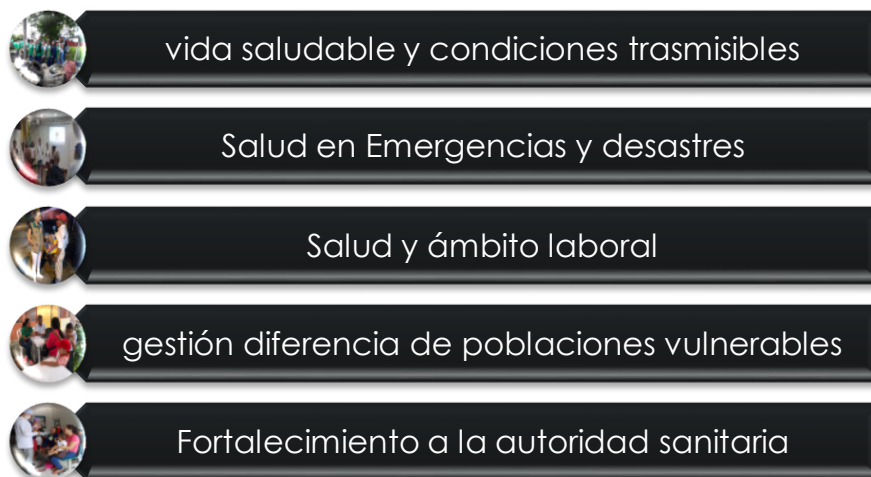 vida saludable y condiciones trasmisibles
Salud en Emergencias y desastres
Salud y ámbito laboral
gestión diferencia de poblaciones vulnerables
Fortalecimiento a la autoridad sanitaria